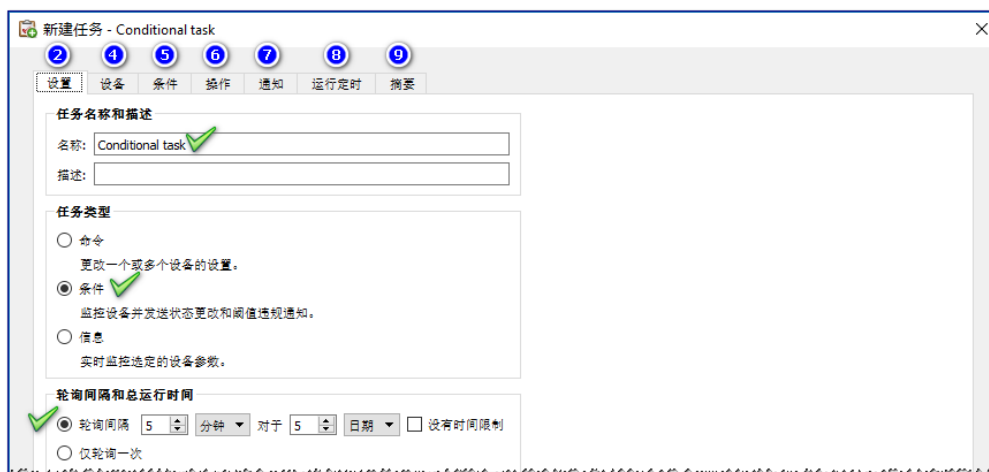 新建任务 - Conditional task
2 4 5 6 7 8 9
设置 设备 条件 操作 通知 运行定时 摘要
任务名称和描述
名称: Conditional task
描述:
任务类型
命令
更改一个或多个设备的设置。
条件
监控设备并发送状态更改和阈值违规通知。
信息
实时监控选定的设备参数。
轮询间隔和总运行时间
轮询间隔 5 分钟 对于 5 日期 没有时间限制
仅轮询一次